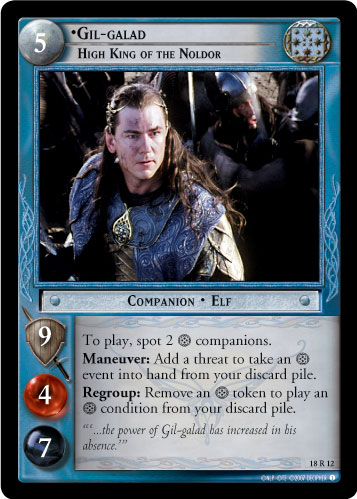 5
•Gil-galad
High King of the Noldor
Companion • Elf
9
4
7
To play, spot 2 companions.
Maneuver: Add a threat to take an
event into hand from your discard pile.
Regroup: Remove an token to play
an condition from your discard pile.
“‘...the power of Gil-galad has increased in his
absence.’”
18 R 12